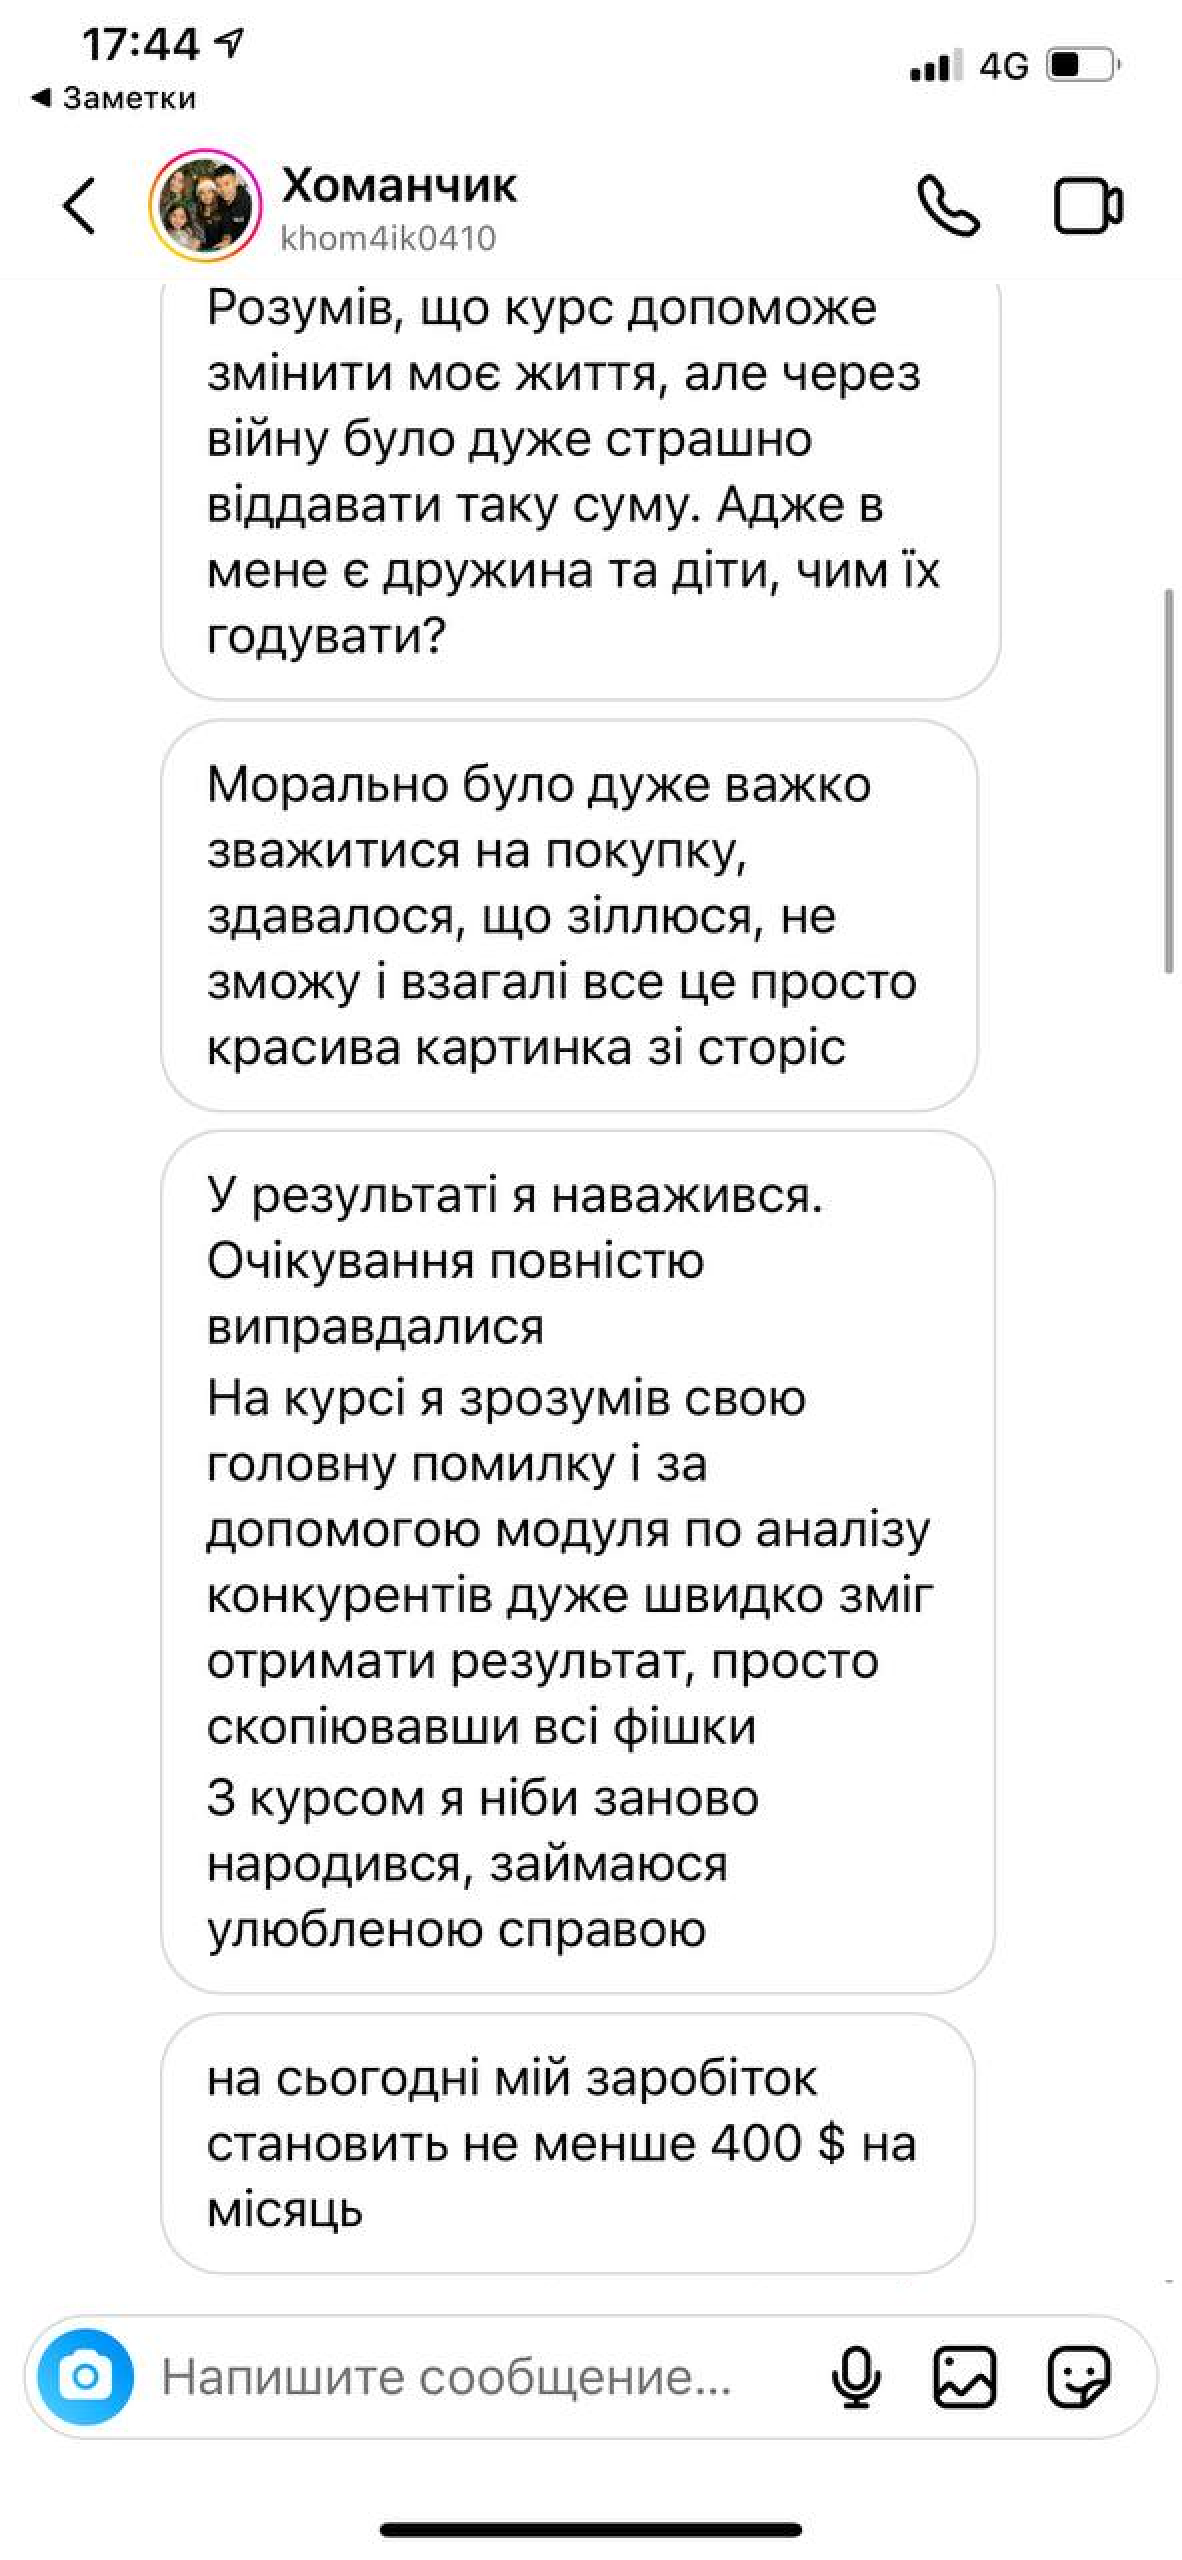 17:44
4G
◀ Заметки
Хоманчик
khom4ik0410
Розумів, що курс допоможе
змінити моє життя, але через
війну було дуже страшно
віддавати таку суму. Адже в
мене є дружина та діти, чим їх
годувати?
Морально було дуже важко
зважитися на покупку,
здавалося, що зіллюся, не
зможу і взагалі все це просто
красива картинка зі сторіс
У результаті я наважився.
Очікування повністю
виправдалися
На курсі я зрозумів свою
головну помилку і за
допомогою модуля по аналізу
конкурентів дуже швидко зміг
отримати результат, просто
скопіювавши всі фішки
З курсом я ніби заново
народився, займаюся
улюбленою справою
на сьогодні мій заробіток
становить не менше 400 $ на
місяць
Напишите сообщение...